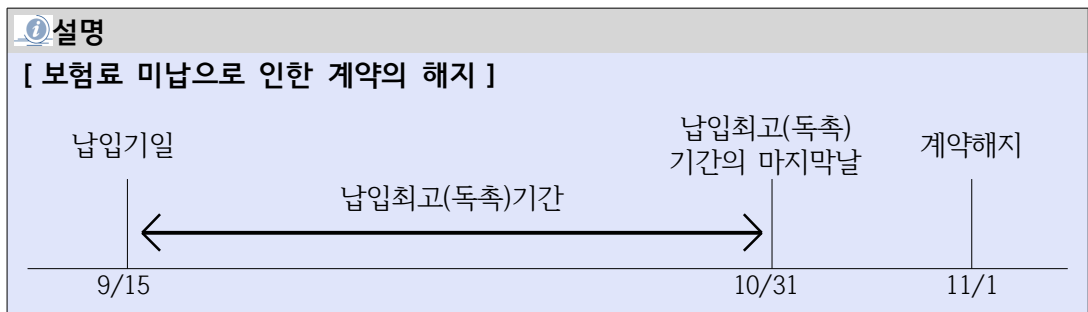 설명
[ 보험료 미납으로 인한 계약의 해지 ]
납입기일
납입최고(독촉)
기간의 마지막날
계약해지
납입최고(독촉)기간
9/15
10/31
11/1